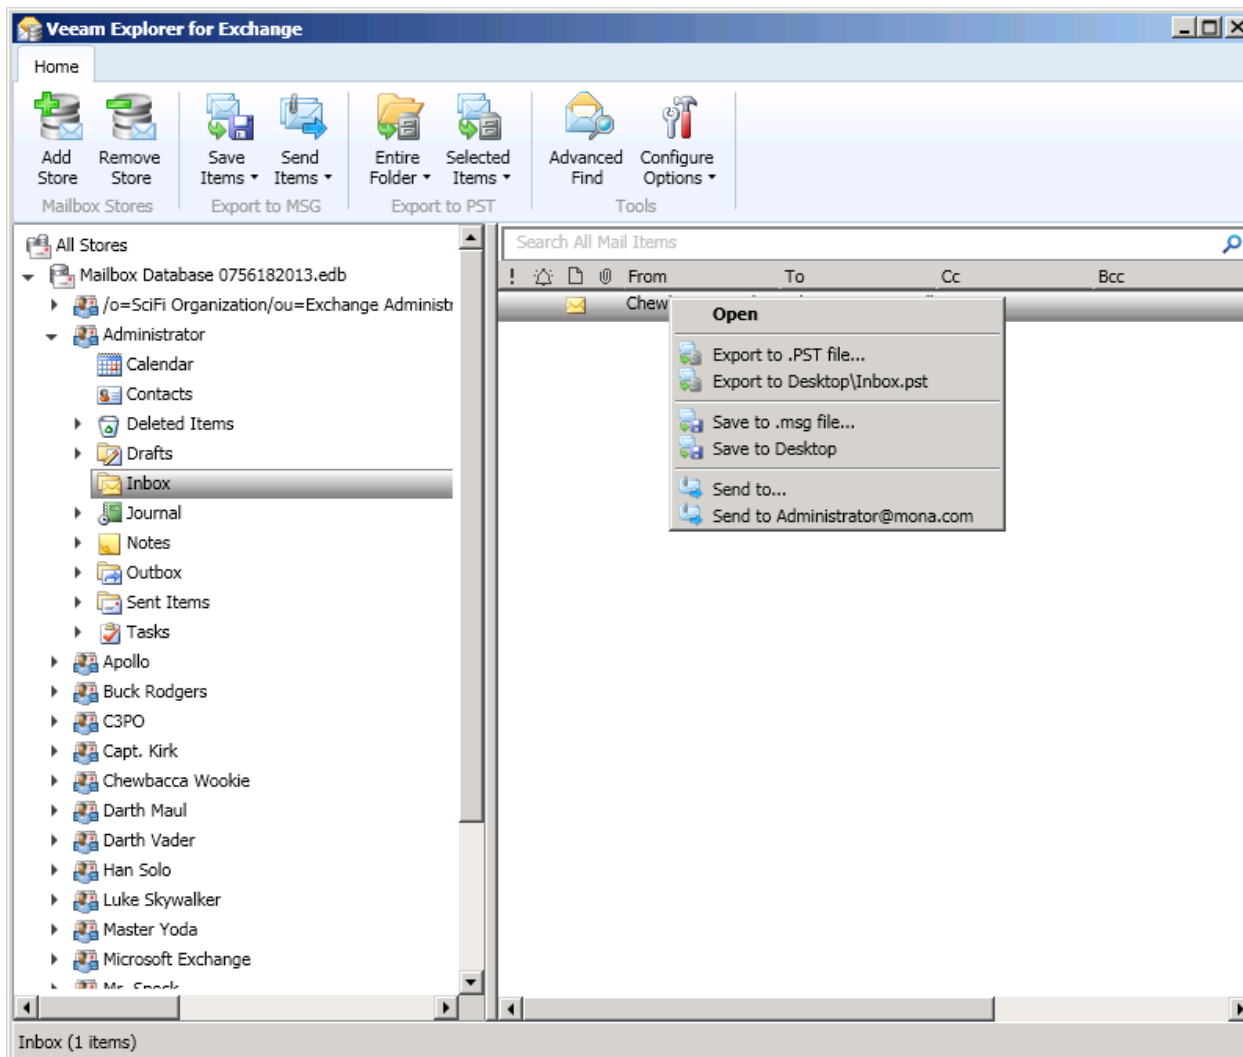 Veeam Explorer for Exchange
Home
Add Store
Remove Store
Save Items
Send Items
Entire Folder
Selected Items
Advanced Find
Configure Options
Mailbox Stores
Export to MSG
Export to PST
Tools
All Stores
Mailbox Database 0756182013.edb
/o=SciFi Organization/ou=Exchange Administr
Administrator
Calendar
Contacts
Deleted Items
Drafts
Inbox
Journal
Notes
Outbox
Sent Items
Tasks
Apollo
Buck Rodgers
C3PO
Capt. Kirk
Chewbacca Wookie
Darth Maul
Darth Vader
Han Solo
Luke Skywalker
Master Yoda
Microsoft Exchange
Mr. Spock
Search All Mail Items
! From To Cc Bcc
Chew
Open
Export to .PST file...
Export to Desktop\Inbox.pst
Save to .msg file...
Save to Desktop
Send to...
Send to Administrator@mona.com
Inbox (1 items)